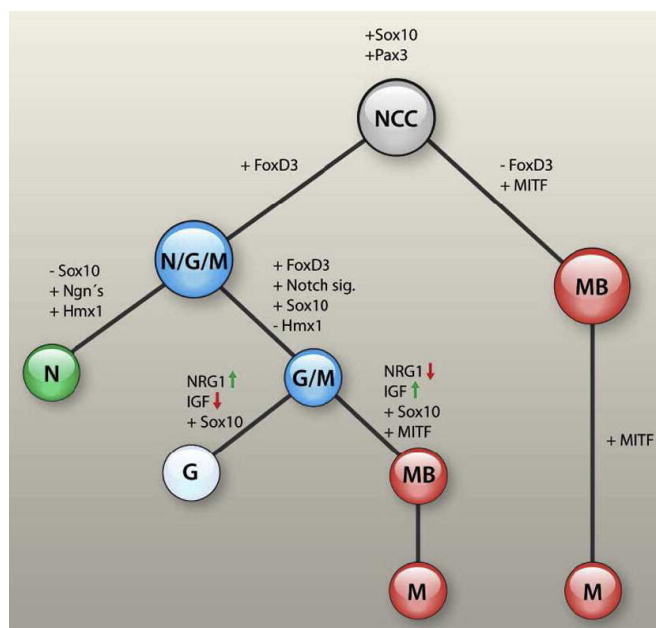 +Sox10
+Pax3
NCC
+ FoxD3
- FoxD3
+ MITF
N/G/M
- Sox10
+ Ngn´s
+ Hmx1
+ FoxD3
+ Notch sig.
+ Sox10
- Hmx1
MB
N
NRG1 ↑
IGF ↓
+ Sox10
G/M
NRG1 ↓
IGF ↑
+ Sox10
+ MITF
+ MITF
G
MB
M
M